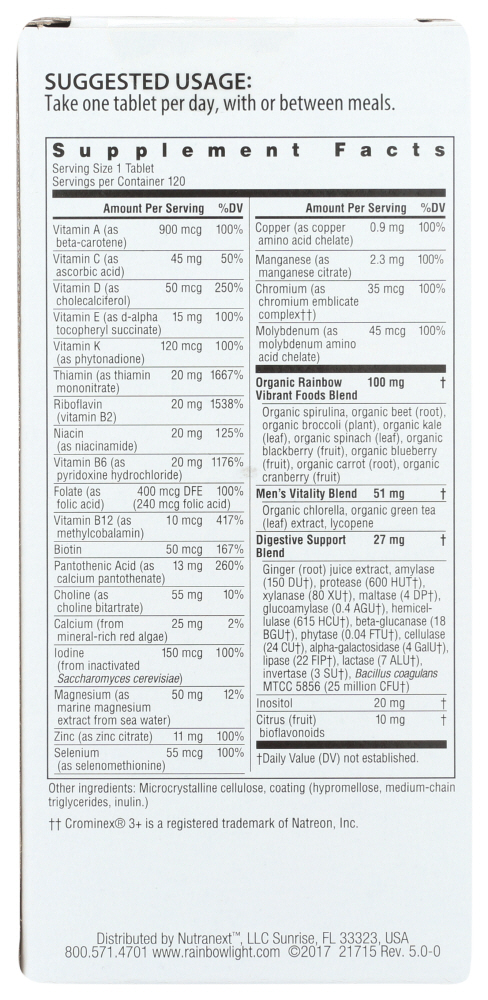 SUGGESTED USAGE:
Take one tablet per day, with or between meals.
Supplement Facts
Serving Size 1 Tablet
Servings per Container 120
Amount Per Serving %DV
Vitamin A (as 900 mcg 100%
beta-carotene)
Vitamin C (as 45 mg 50%
ascorbic acid)
Vitamin D (as 50 mcg 250%
cholecalciferol)
Vitamin E (as d-alpha 15 mg 100%
tocopheryl succinate)
Vitamin K 120 mcg 100%
(as phytonadione)
Thiamin (as thiamin 20 mg 1667%
mononitrate)
Riboflavin 20 mg 1538%
(vitamin B2)
Niacin 20 mg 125%
(as niacinamide)
Vitamin B6 (as 20 mg 1176%
pyridoxine hydrochloride)
Folate (as 400 mcg DFE 100%
folic acid) (240 mcg folic acid)
Vitamin B12 (as 10 mcg 417%
methylcobalamin)
Biotin 50 mcg 167%
Pantothenic Acid (as 13 mg 260%
calcium pantothenate)
Choline (as 55 mg 10%
choline bitartrate)
Calcium (from 25 mg 2%
mineral-rich red algae)
Iodine 150 mcg 100%
(from inactivated
Saccharomyces cerevisiae)
Magnesium (as 50 mg 12%
marine magnesium
extract from sea water)
Zinc (as zinc citrate) 11 mg 100%
Selenium 55 mcg 100%
(as selenomethionine)
Amount Per Serving %DV
Copper (as copper 0.9 mg 100%
amino acid chelate)
Manganese (as 2.3 mg 100%
manganese citrate)
Chromium (as 35 mcg 100%
chromium emblicate
complex††)
Molybdenum (as 45 mcg 100%
molybdenum amino
acid chelate)
Organic Rainbow 100 mg †
Vibrant Foods Blend
Organic spirulina, organic beet (root),
organic broccoli (plant), organic kale
(leaf), organic spinach (leaf), organic
blackberry (fruit), organic blueberry
(fruit), organic carrot (root), organic
cranberry (fruit)
Men's Vitality Blend 51 mg †
Organic chlorella, organic green tea
(leaf) extract, lycopene
Digestive Support 27 mg †
Blend
Ginger (root) juice extract, amylase
(150 DU†), protease (600 HUT†),
xylanase (80 XU†), maltase (4 DP†),
glucoamylase (0.4 AGU†), hemicel-
lulase (615 HCU†), beta-glucanase (18
BGU†), phytase (0.04 FTU†), cellulase
(24 CU†), alpha-galactosidase (4 GalU†),
lipase (22 FIP†), lactase (7 ALU†),
invertase (3 SU†), Bacillus coagulans
MTCC 5856 (25 million CFU†)
Inositol 20 mg †
Citrus (fruit) 10 mg †
bioflavonoids
†Daily Value (DV) not established.
Other ingredients: Microcrystalline cellulose, coating (hypromellose, medium-chain
triglycerides, inulin.)
†† Crominex® 3+ is a registered trademark of Natreon, Inc.
Distributed by Nutranext™, LLC Sunrise, FL 33323, USA
800.571.4701 www.rainbowlight.com ©2017 21715 Rev. 5.0-0